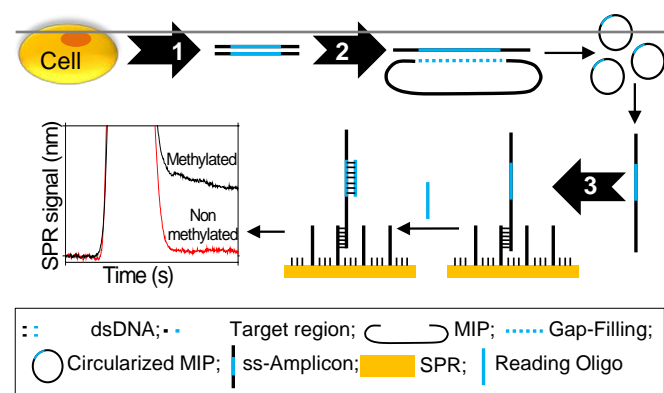 Cell
1
2
3
SPR signal (nm)
Methylated
Non
methylated
Time (s)
dsDNA; Target region; MIP; Gap-Filling;
Circularized MIP; ss-Amplicon; SPR; Reading Oligo